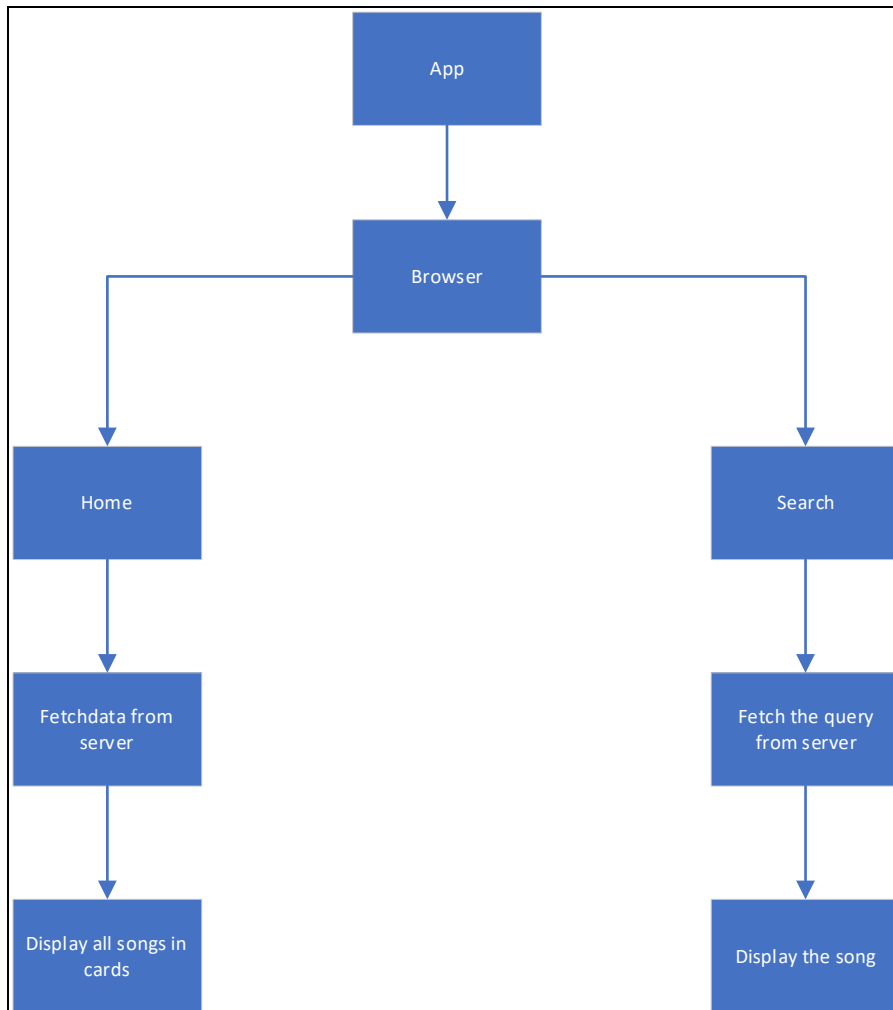 App
Browser
Home
Search
Fetchdata from
server
Fetch the query
from server
Display all songs in
cards
Display the song